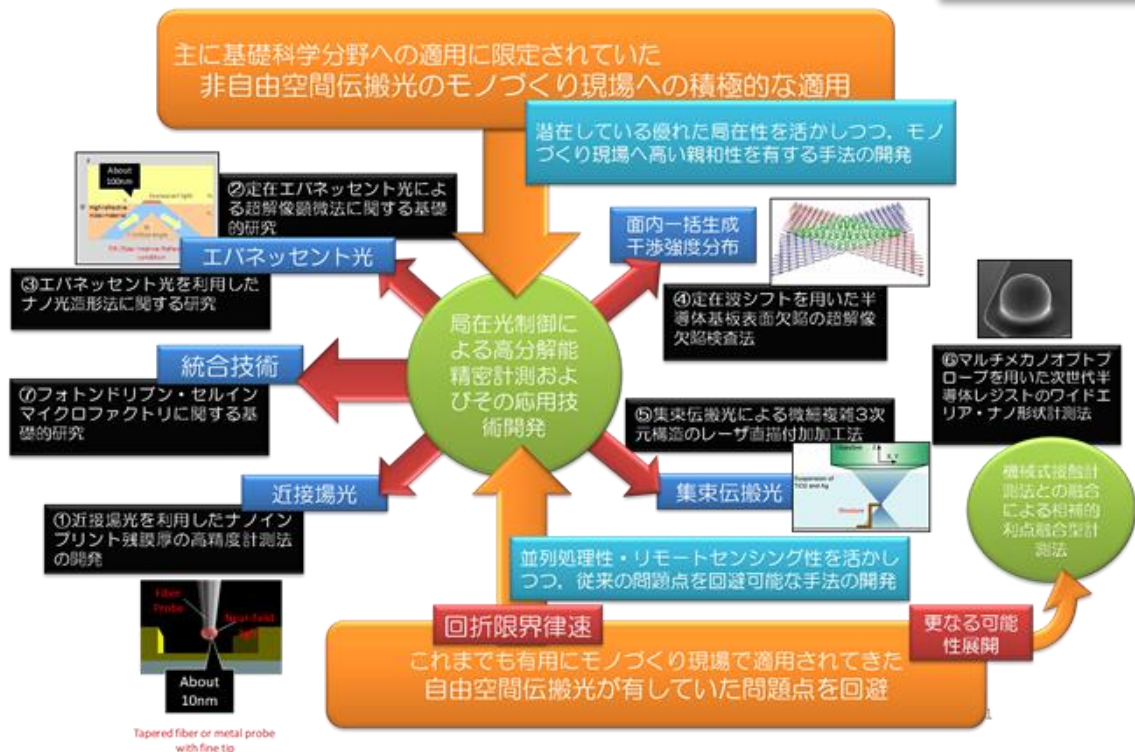 主に基礎科学分野への適用に限定されていた
非自由空間伝搬光のモノづくり現場への積極的な適用
潜在している優れた局在性を活かしつつ，モノ
づくり現場へ高い親和性を有する手法の開発
About
100nm
②定在エバネッセント光によ
る超解像顕微法に関する基礎
的研究
エバネッセント光
③エバネッセント光を利用した
ナノ光造形法に関する研究
面内一括生成
干渉強度分布
④定在波シフトを用いた半
導体基板表面欠陥の超解像
欠陥検査法
局在光制御に
よる高分解能
精密計測およ
びその応用技
術開発
統合技術
⑦フォトンドリブン・セルイン
マイクロファクトリに関する基
礎的研究
⑥マルチメカノオプトプ
ローブを用いた次世代半
導体レジストのワイドエ
リア・ナノ形状計測法
⑤集束伝搬光による微細複雑3次
元構造のレーザ直描付加加工法
Objective
X, Y
Suspension of
TiO2 and Ag
Structure
近接場光
集束伝搬光
①近接場光を利用したナノイン
プリント残膜厚の高精度計測法
の開発
機械式接触計
測法との融合
による相補的
利点融合型計
測法
並列処理性・リモートセンシング性を活かし
つつ，従来の問題点を回避可能な手法の開発
Fiber
Probe
Near-field
light
About
10nm
Tapered fiber or metal probe
with fine tip
回折限界律速
更なる可能
性展開
これまでも有用にモノづくり現場で適用されてきた
自由空間伝搬光が有していた問題点を回避